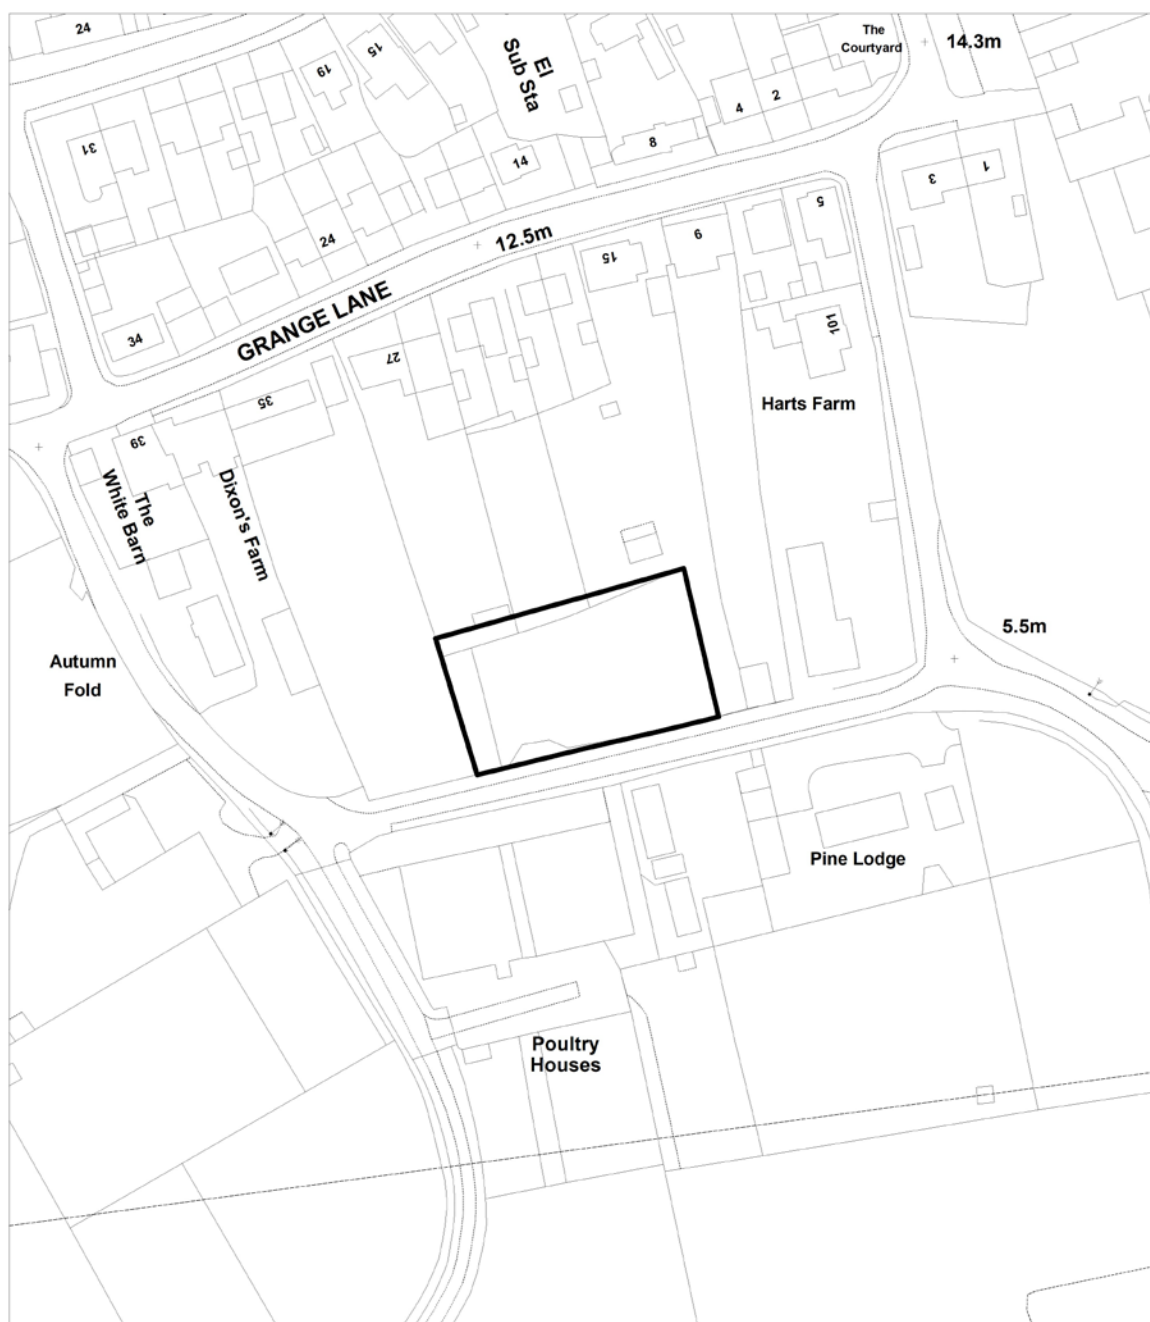 24
The
Courtyard
14.3m
15
19
El
Sub Sta
4
2
31
8
14
3
1
5
24
12.5m
9
15
GRANGE LANE
101
34
27
35
Harts Farm
39
The
White Barn
Dixon's Farm
5.5m
Autumn
Fold
Pine Lodge
Poultry
Houses